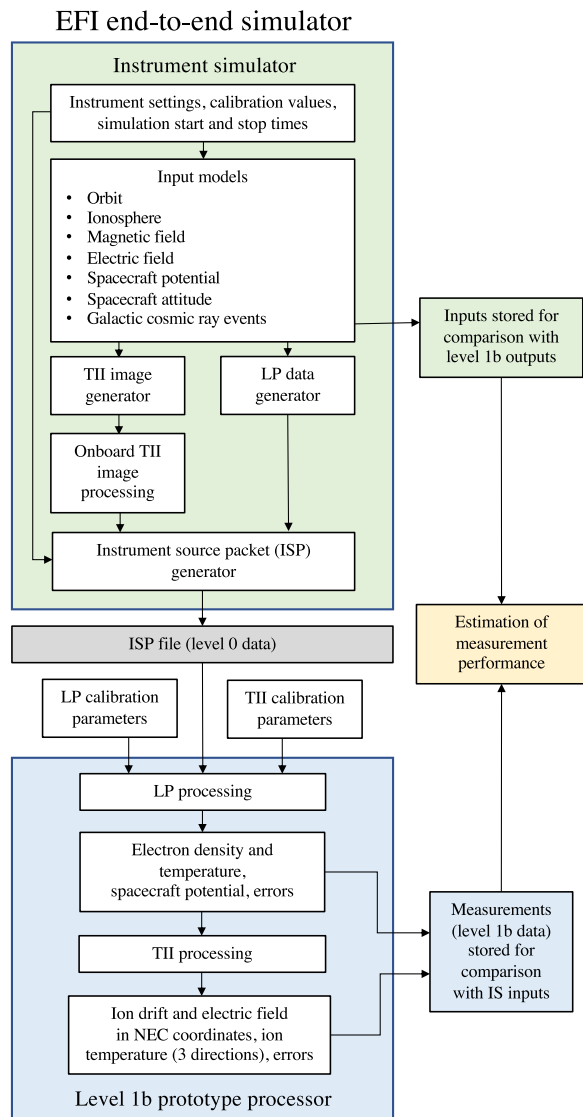 EFI end-to-end simulator
Instrument simulator
Instrument settings, calibration values,
simulation start and stop times
Input models
• Orbit
• Ionosphere
• Magnetic field
• Electric field
• Spacecraft potential
• Spacecraft attitude
• Galactic cosmic ray events
Inputs stored for
comparison with
level 1b outputs
TII image
generator
LP data
generator
Onboard TII
image
processing
Instrument source packet (ISP)
generator
Estimation of
measurement
performance
ISP file (level 0 data)
LP calibration
parameters
TII calibration
parameters
LP processing
Electron density and
temperature,
spacecraft potential, errors
Measurements
(level 1b data)
stored for
comparison
with IS inputs
TII processing
Ion drift and electric field
in NEC coordinates, ion
temperature (3 directions), errors
Level 1b prototype processor